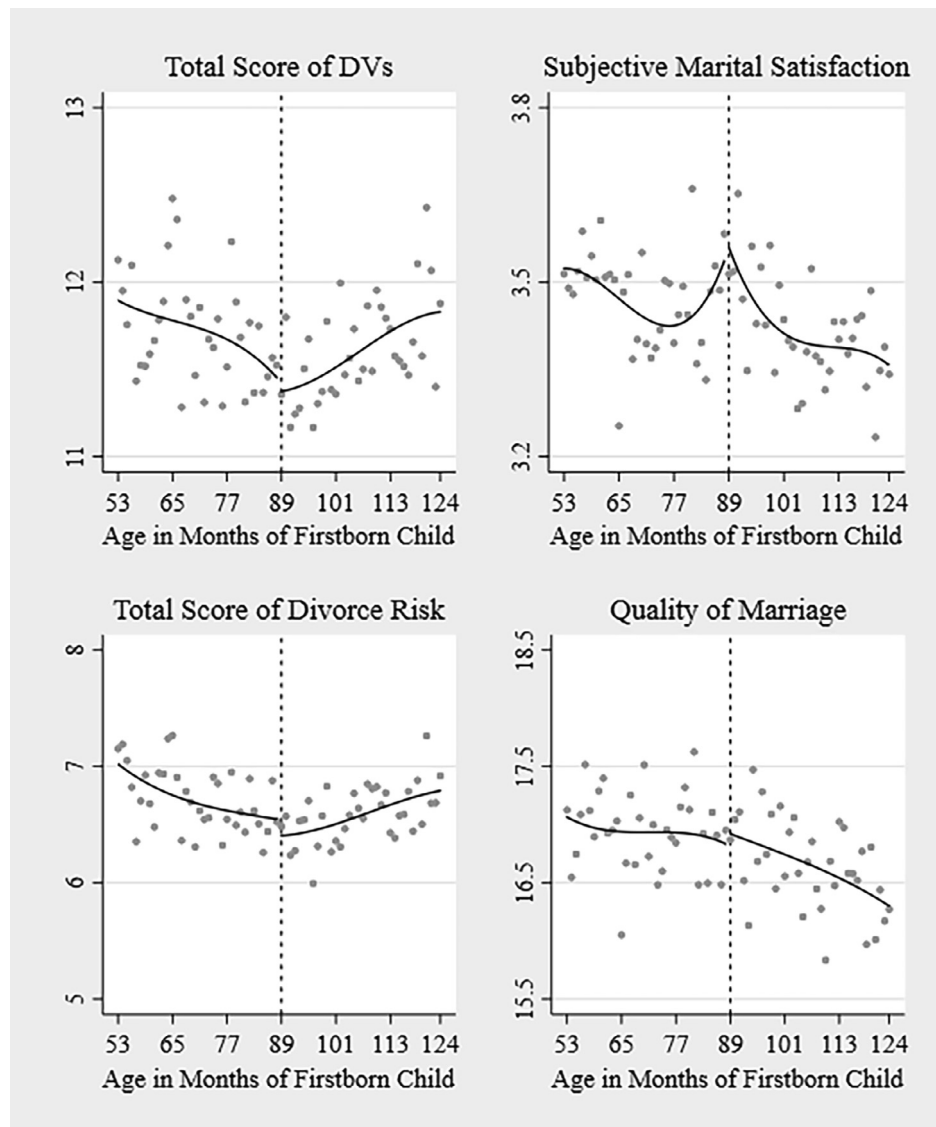 Total Score of DVs
13
12
11
53 65 77 89 101 113 124
Age in Months of Firstborn Child
Subjective Marital Satisfaction
3.8
3.5
3.2
53 65 77 89 101 113 124
Age in Months of Firstborn Child
Total Score of Divorce Risk
8
7
6
5
53 65 77 89 101 113 124
Age in Months of Firstborn Child
Quality of Marriage
18.5
17.5
16.5
15.5
53 65 77 89 101 113 124
Age in Months of Firstborn Child